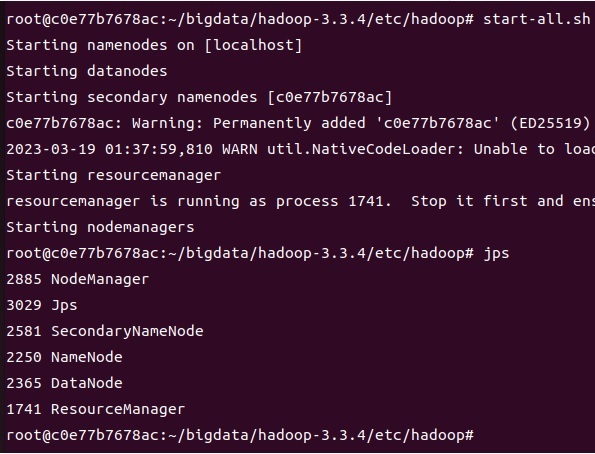 root@c0e77b7678ac:~/bigdata/hadoop-3.3.4/etc/hadoop# start-all.sh
Starting namenodes on [localhost]
Starting datanodes
Starting secondary namenodes [c0e77b7678ac]
c0e77b7678ac: Warning: Permanently added 'c0e77b7678ac' (ED25519)
2023-03-19 01:37:59,810 WARN util.NativeCodeLoader: Unable to loa
Starting resourcemanager
resourcemanager is running as process 1741.  Stop it first and ens
Starting nodemanagers
root@c0e77b7678ac:~/bigdata/hadoop-3.3.4/etc/hadoop# jps
2885 NodeManager
3029 Jps
2581 SecondaryNameNode
2250 NameNode
2365 DataNode
1741 ResourceManager
root@c0e77b7678ac:~/bigdata/hadoop-3.3.4/etc/hadoop#